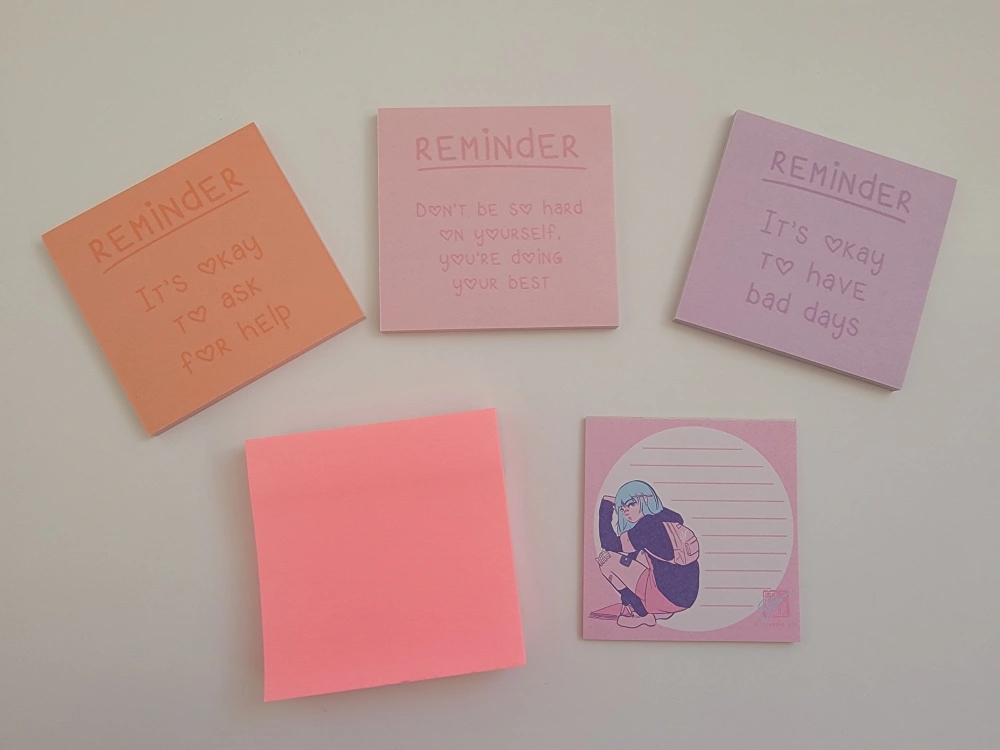 REMINdER
IT'S OKAY
TO ASK
fOR hElp
REMINdER
DON'T bE SO hARd
ON yOURSElf,
yOU'RE dOING
yOUR bEST
REMINdER
IT'S OKAY
TO hAVE
bad days